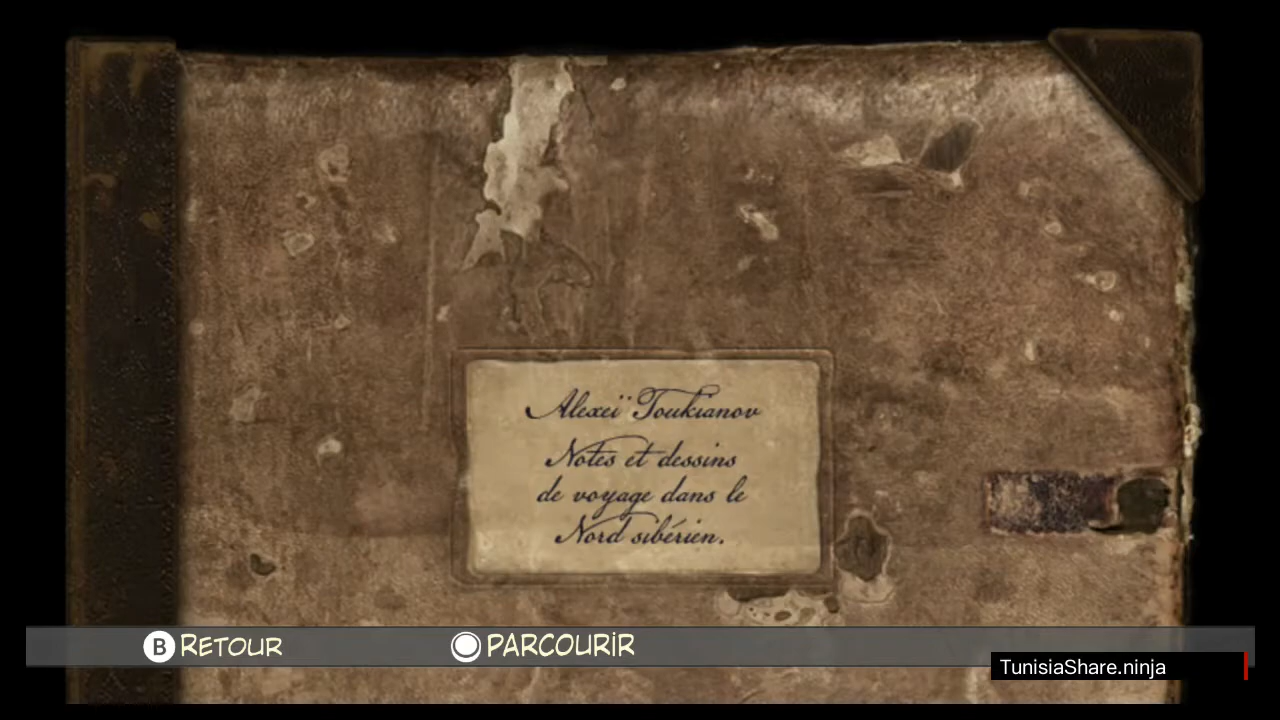 Alexeï Toukianov
Notes et dessins
de voyage dans le
Nord sibérien.
B RETOUR
PARCOURIR
TunisiaShare.ninja